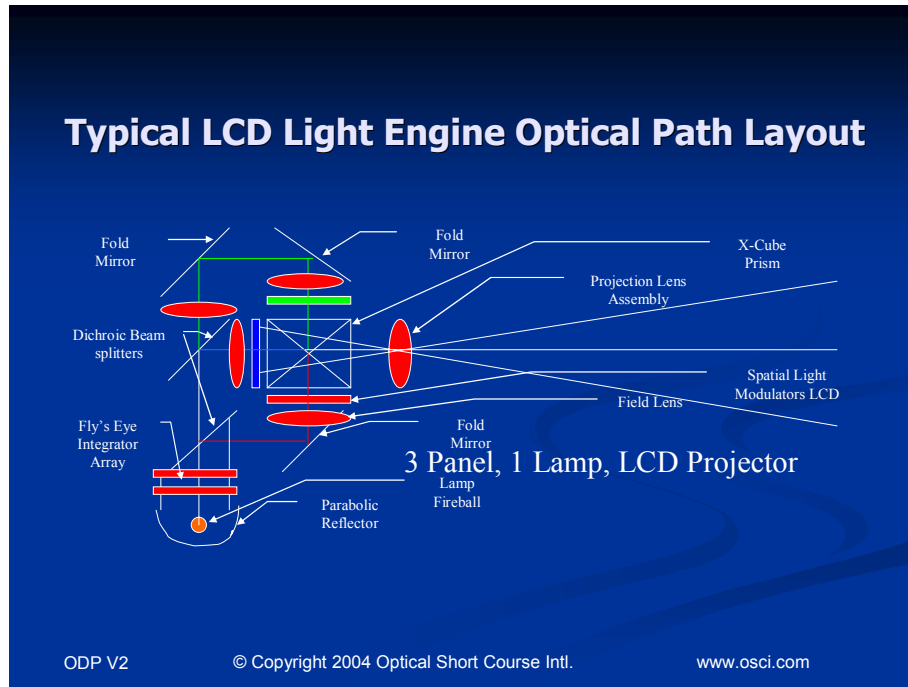 Typical LCD Light Engine Optical Path Layout
Fold
Mirror
Fold
Mirror
X-Cube
Prism
Projection Lens
Assembly
Dichroic Beam
splitters
Spatial Light
Modulators LCD
Field Lens
Fly's Eye
Integrator
Array
Fold
Mirror
3 Panel, 1 Lamp, LCD Projector
Lamp
Fireball
Parabolic
Reflector
ODP V2
© Copyright 2004 Optical Short Course Intl.
www.osci.com